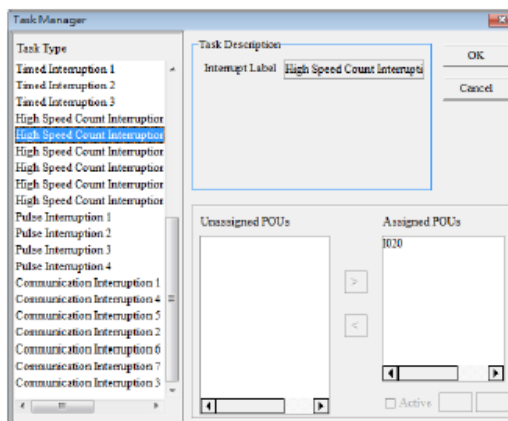 Task Manager
Task Type
Timed Interruption 1
Timed Interruption 2
Timed Interruption 3
High Speed Count Interruption
High Speed Count Interruption
High Speed Count Interruption
High Speed Count Interruption
High Speed Count Interruption
High Speed Count Interruption
Pulse Interruption 1
Pulse Interruption 2
Pulse Interruption 3
Pulse Interruption 4
Communication Interruption 1
Communication Interruption 4
Communication Interruption 5
Communication Interruption 2
Communication Interruption 6
Communication Interruption 7
Communication Interruption 3
Task Description
Interrupt Label High Speed Count Interrupti
OK
Cancel
Unassigned POUs
Assigned POUs
I020
>
<
Active